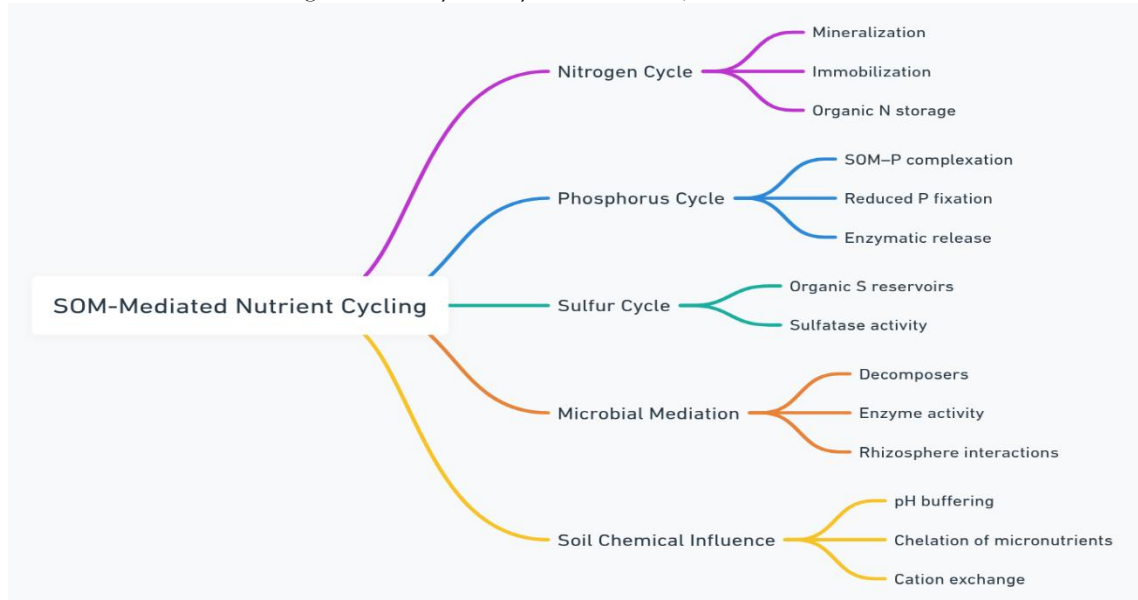 Mineralization
Nitrogen Cycle
Immobilization
Organic N storage
SOM–P complexation
Phosphorus Cycle
Reduced P fixation
Enzymatic release
Organic S reservoirs
SOM-Mediated Nutrient Cycling
Sulfur Cycle
Sulfatase activity
Decomposers
Microbial Mediation
Enzyme activity
Rhizosphere interactions
pH buffering
Soil Chemical Influence
Chelation of micronutrients
Cation exchange